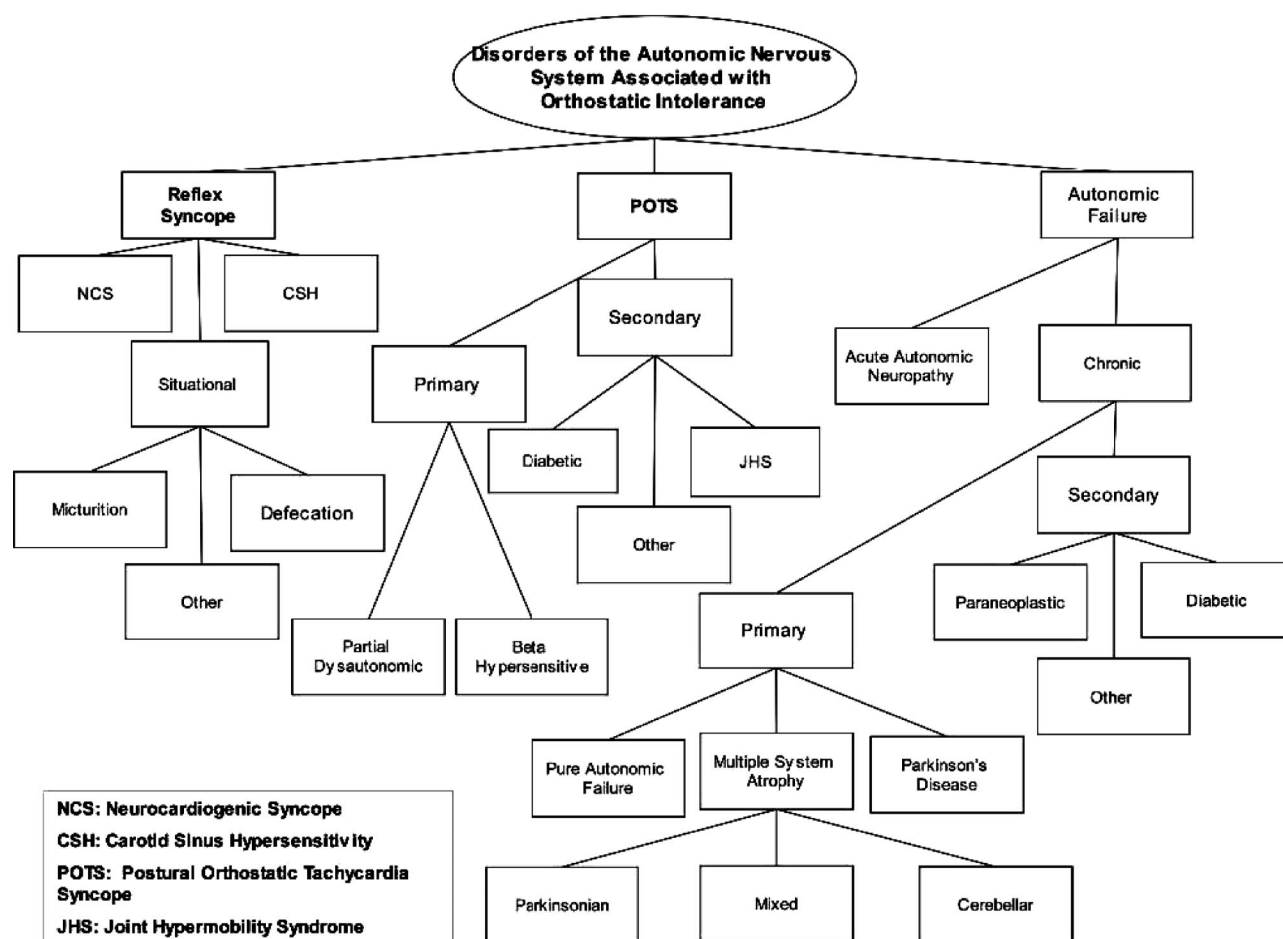 Disorders of the Autonomic Nervous
System Associated with
Orthostatic Intolerance
Reflex
Syncope
POTS
Autonomic
Failure
NCS
CSH
Secondary
Situational
Primary
Acute Autonomic
Neuropathy
Chronic
Diabetic
JHS
Micturition
Defecation
Secondary
Other
Other
Paraneoplastic
Diabetic
Partial
Dysautonomic
Beta
Hypersensitive
Primary
Other
Pure Autonomic
Failure
Multiple System
Atrophy
Parkinson's
Disease
NCS: Neurocardiogenic Syncope
CSH: Carotid Sinus Hypersensitivity
POTS: Postural Orthostatic Tachycardia
Syncope
JHS: Joint Hypermobility Syndrome
Parkinsonian
Mixed
Cerebellar